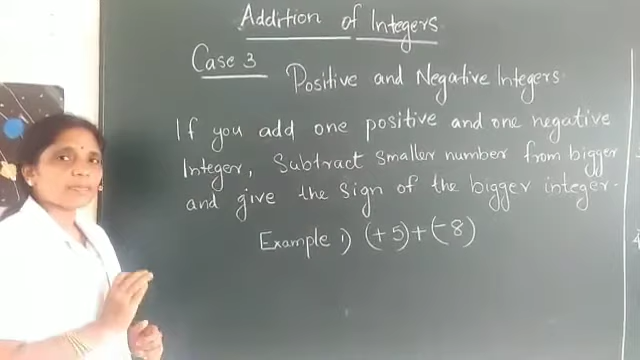 Addition of Integers
Case 3
Positive and Negative Integers.
If you add one positive and one negative
Integer, Subtract smaller number from bigger
and give the sign of the bigger integer.
Example 1) (+5)+(-8)